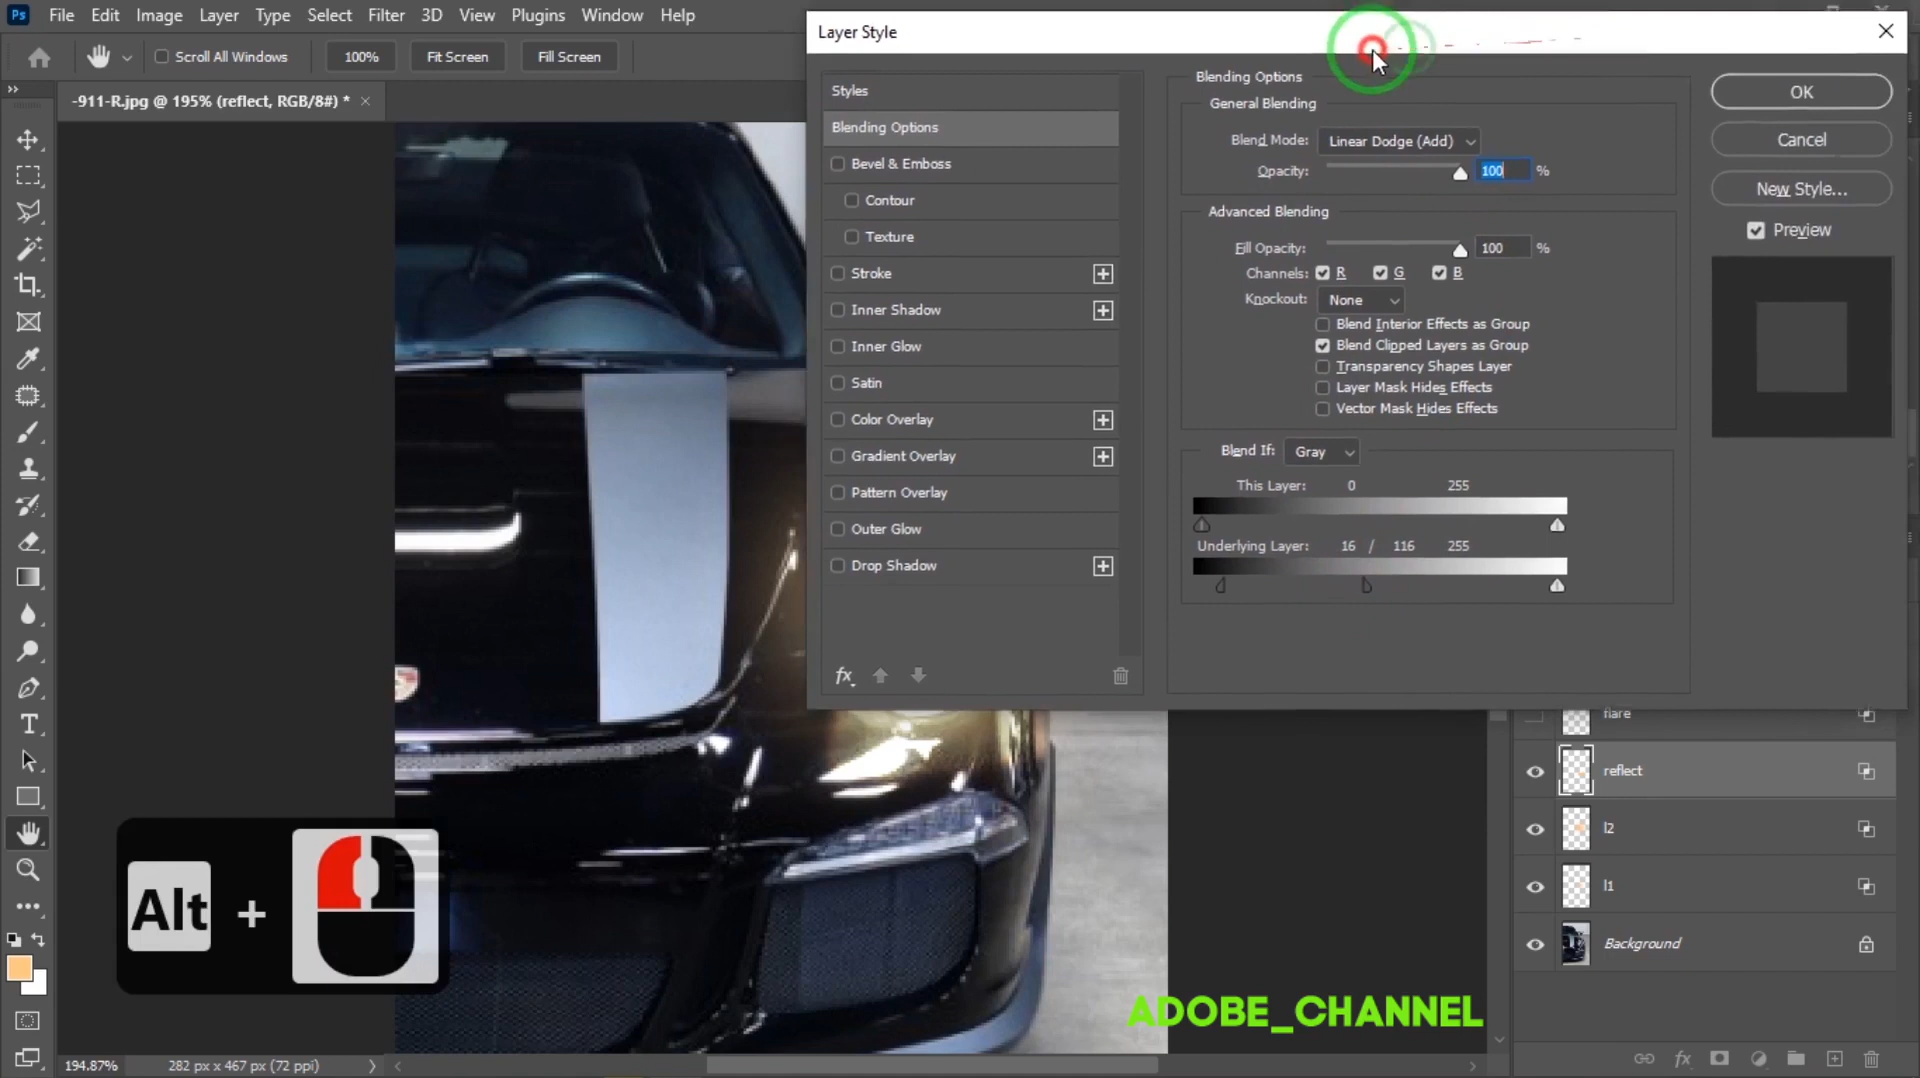 Ps File Edit Image Layer Type Select Filter 3D View Plugins Window Help
Scroll All Windows 100% Fit Screen Fill Screen
-911-R.jpg @ 195% (reflect, RGB/8#) *
Layer Style
Styles
Blending Options
Bevel & Emboss
Contour
Texture
Stroke
Inner Shadow
Inner Glow
Satin
Color Overlay
Gradient Overlay
Pattern Overlay
Outer Glow
Drop Shadow
fx
Blending Options
General Blending
Blend Mode: Linear Dodge (Add)
Opacity: 100 %
Advanced Blending
Fill Opacity: 100 %
Channels: R G B
Knockout: None
Blend Interior Effects as Group
Blend Clipped Layers as Group
Transparency Shapes Layer
Layer Mask Hides Effects
Vector Mask Hides Effects
Blend If: Gray
This Layer: 0 255
Underlying Layer: 16 / 116 255
OK
Cancel
New Style...
Preview
flare
reflect
l2
l1
Background
Alt +
ADOBE_CHANNEL
194.87% 282 px x 467 px (72 ppi)
fx